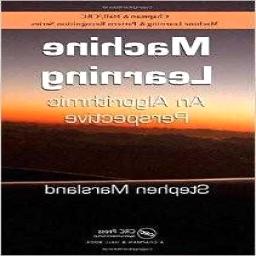 Chapman & Hall/CRC
Machine Learning & Pattern Recognition Series
Machine
Learning
An Algorithmic
Perspective
Stephen Marsland
CRC Press
A CHAPMAN & HALL BOOK